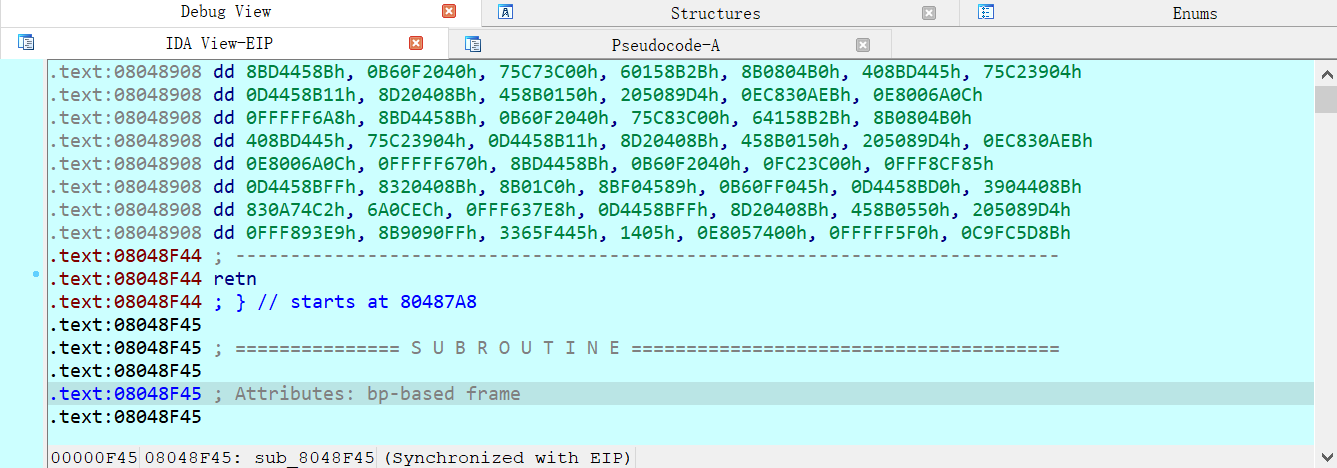 Debug View Structures Enums
IDA View-EIP Pseudocode-A
.text:08048908 dd 8BD4458Bh, 0B60F2040h, 75C73C00h, 60158B2Bh, 8B0804B0h, 408BD445h, 75C23904h
.text:08048908 dd 0D4458B11h, 8D20408Bh, 458B0150h, 205089D4h, 0EC830AEBh, 0E8006A0Ch
.text:08048908 dd 0FFFFF6A8h, 8BD4458Bh, 0B60F2040h, 75C83C00h, 64158B2Bh, 8B0804B0h
.text:08048908 dd 408BD445h, 75C23904h, 0D4458B11h, 8D20408Bh, 458B0150h, 205089D4h, 0EC830AEBh
.text:08048908 dd 0E8006A0Ch, 0FFFFF670h, 8BD4458Bh, 0B60F2040h, 0FC23C00h, 0FFF8CF85h
.text:08048908 dd 0D4458BFFh, 8320408Bh, 8B01C0h, 8BF04589h, 0B60FF045h, 0D4458BD0h, 3904408Bh
.text:08048908 dd 830A74C2h, 6A0CECh, 0FFF637E8h, 0D4458BFFh, 8D20408Bh, 458B0550h, 205089D4h
.text:08048908 dd 0FFF893E9h, 8B9090FFh, 3365F445h, 1405h, 0E8057400h, 0FFFFF5F0h, 0C9FC5D8Bh
.text:08048F44 ; ---------------------------------------------------------------------------
.text:08048F44 retn
.text:08048F44 ; } // starts at 80487A8
.text:08048F45
.text:08048F45 ; =============== S U B R O U T I N E =======================================
.text:08048F45
.text:08048F45 ; Attributes: bp-based frame
.text:08048F45
00000F45 08048F45: sub_8048F45 (Synchronized with EIP)